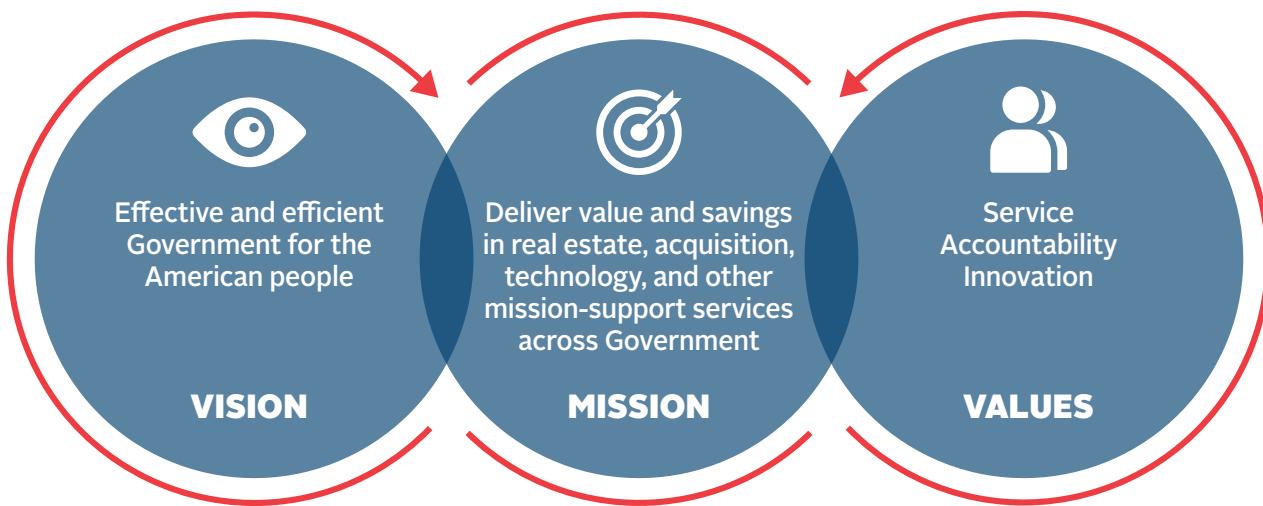 Effective and efficient
Government for the
American people
VISION
Deliver value and savings
in real estate, acquisition,
technology, and other
mission-support services
across Government
MISSION
Service
Accountability
Innovation
VALUES